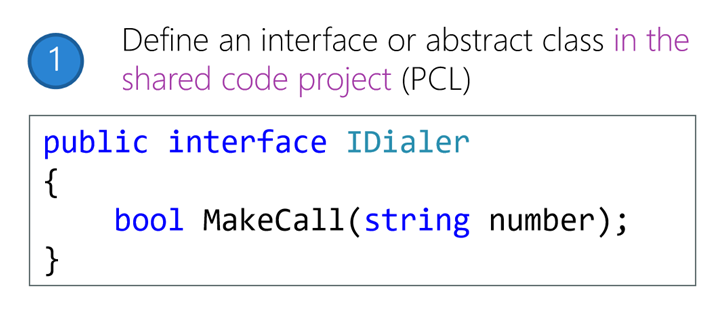 1
Define an interface or abstract class in the
shared code project (PCL)
public interface IDialer
{
    bool MakeCall(string number);
}